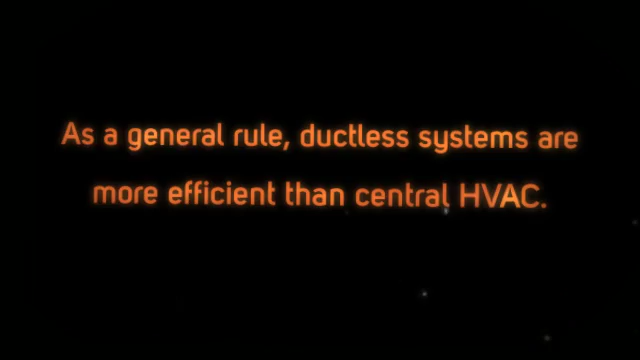 As a general rule, ductless systems are
more efficient than central HVAC.